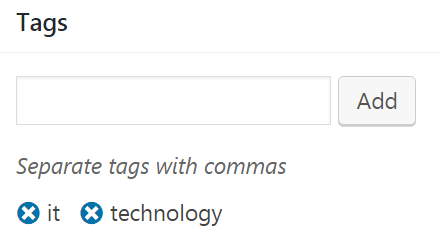 Tags
Add
Separate tags with commas
it technology